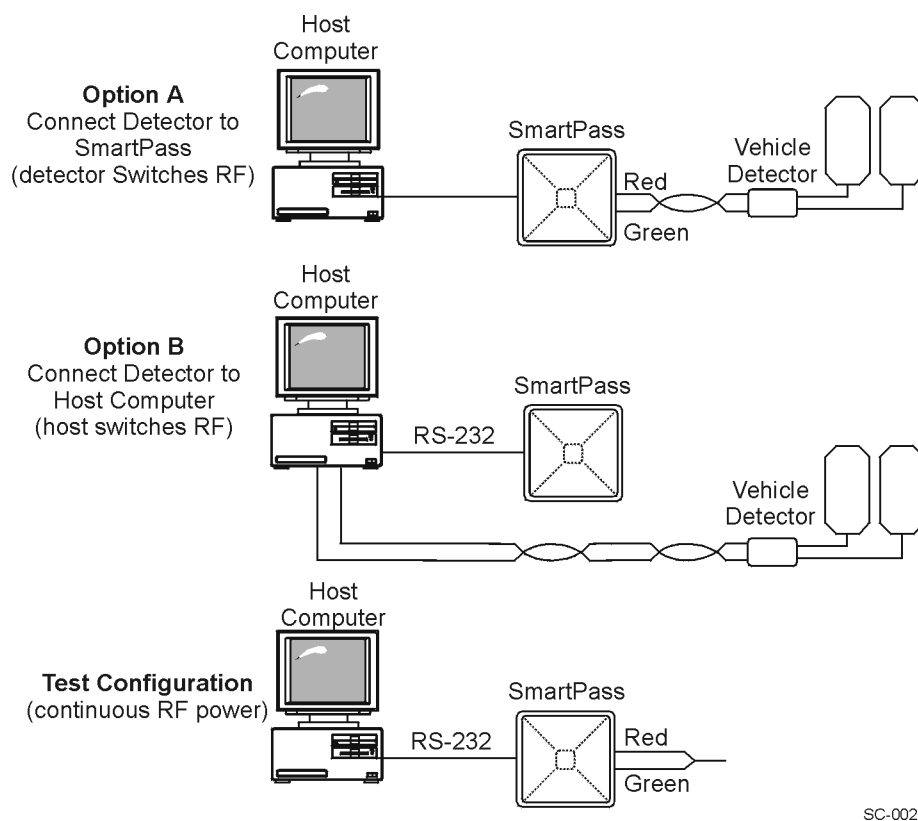 Host
Computer
Option A
Connect Detector to
SmartPass
(detector Switches RF)
SmartPass
Red
Green
Vehicle
Detector
Host
Computer
Option B
Connect Detector to
Host Computer
(host switches RF)
RS-232
SmartPass
Vehicle
Detector
Host
Computer
Test Configuration
(continuous RF power)
RS-232
SmartPass
Red
Green
SC-002